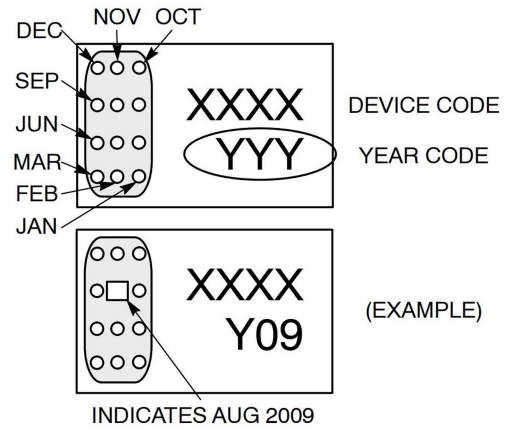 DEC NOV OCT
SEP
JUN
MAR
FEB
JAN
XXXX DEVICE CODE
YYY YEAR CODE
XXXX
Y09
(EXAMPLE)
INDICATES AUG 2009